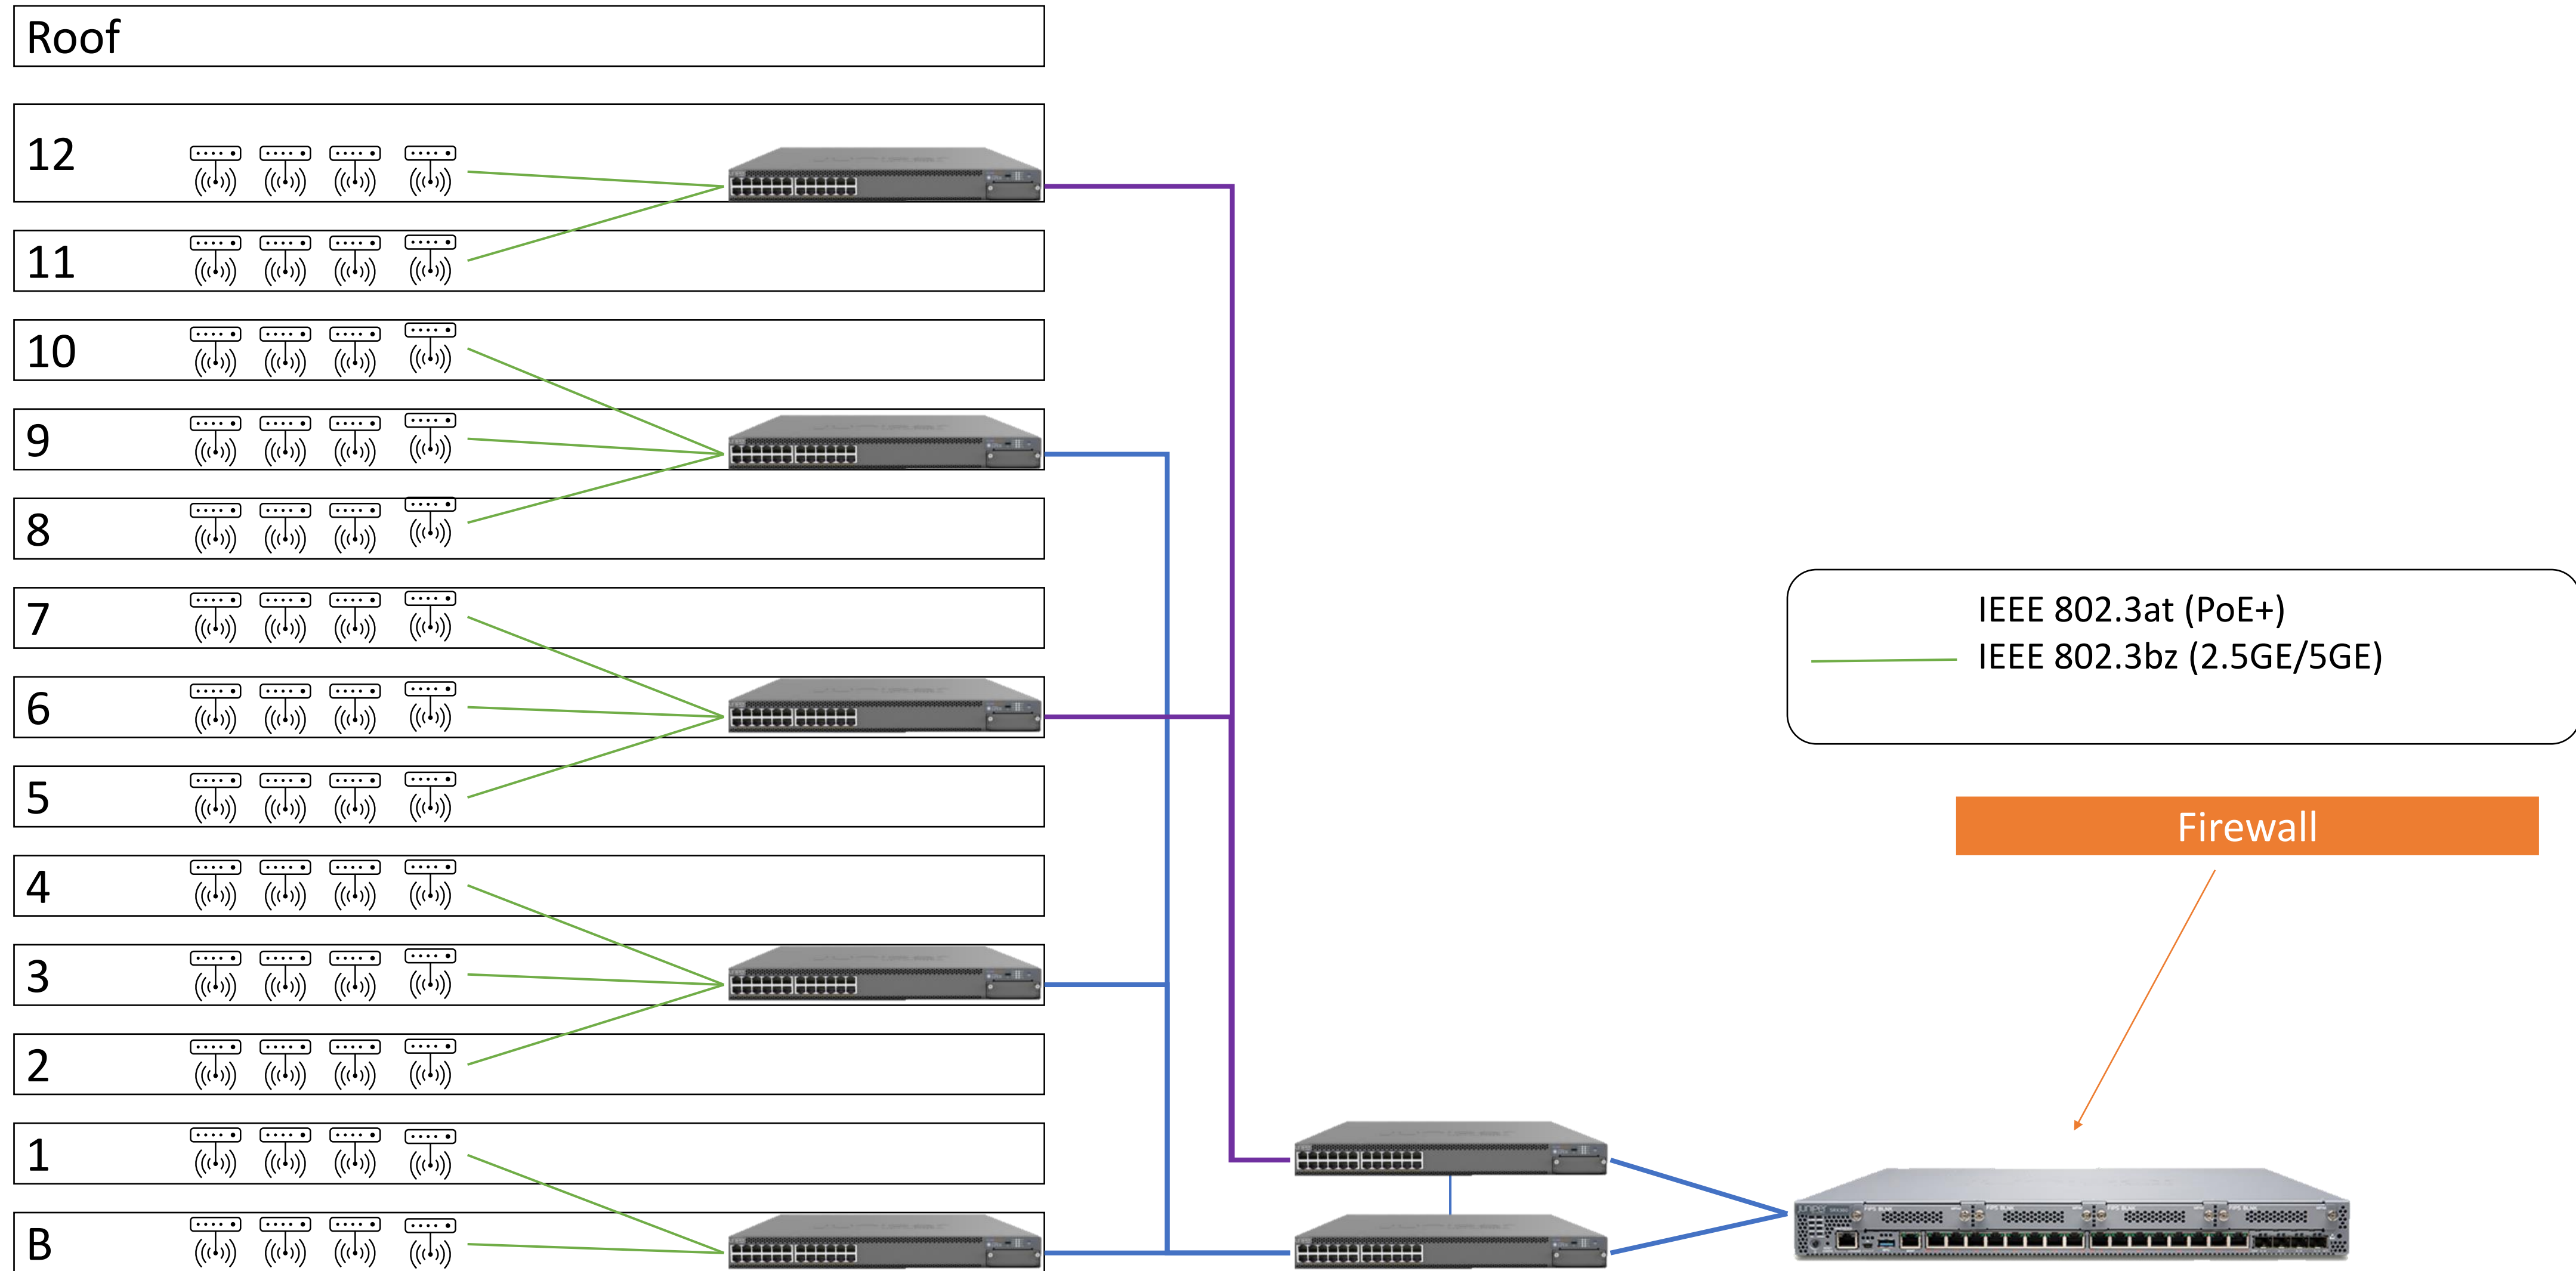 Roof
12
11
10
9
8
7
6
5
4
3
2
1
B
IEEE 802.3at (PoE+)
IEEE 802.3bz (2.5GE/5GE)
Firewall